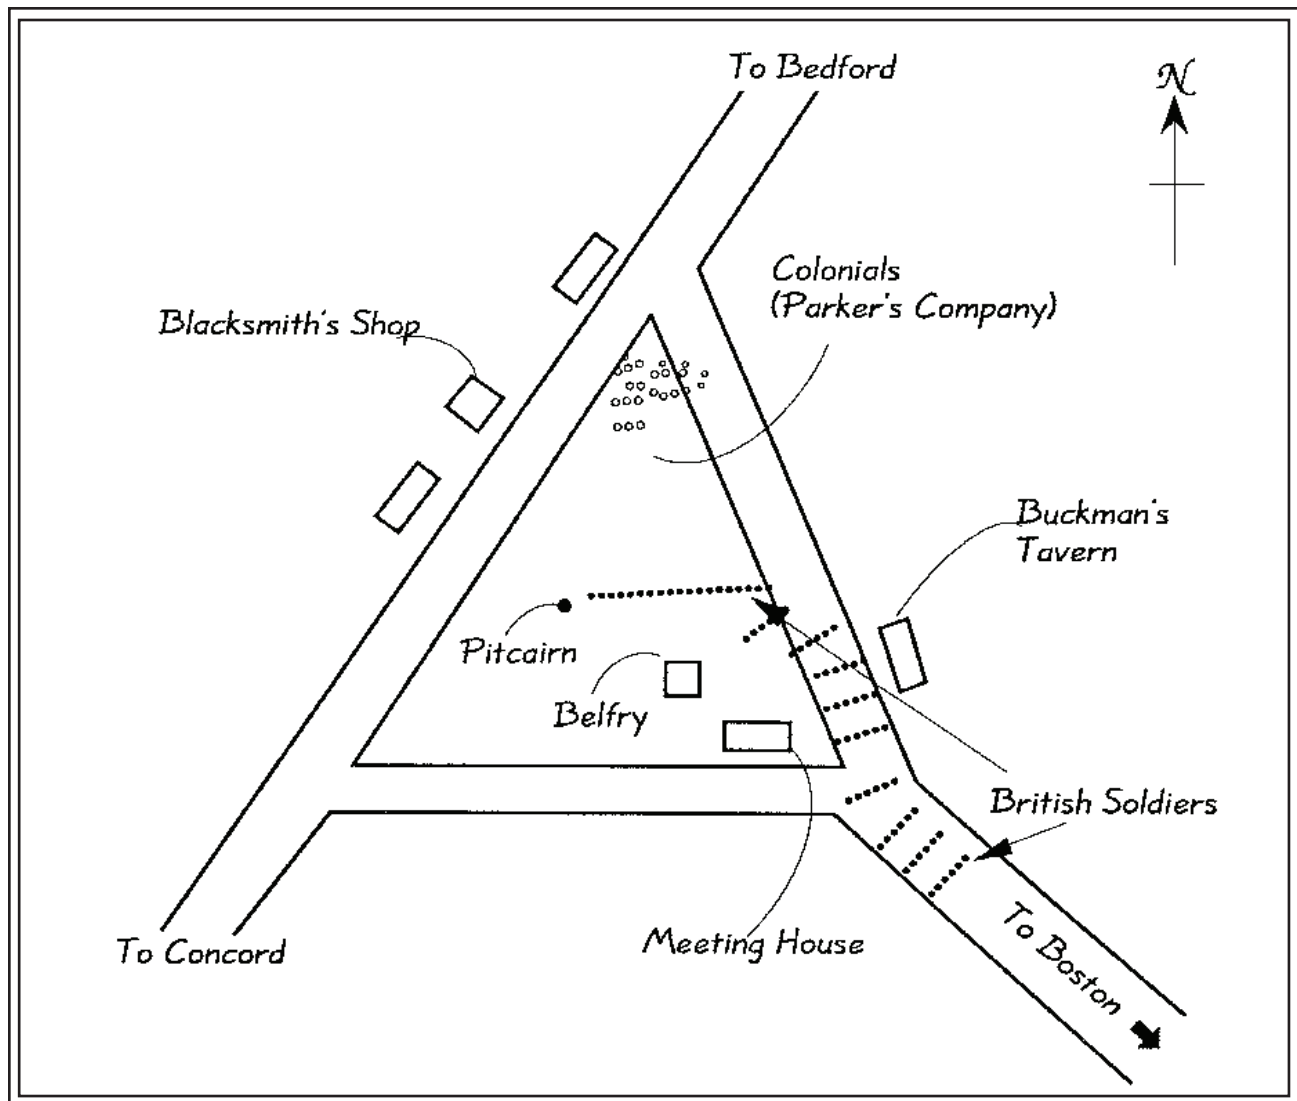 To Bedford
N
Colonials
(Parker's Company)
Blacksmith's Shop
Buckman's
Tavern
Pitcairn
Belfry
British Soldiers
Meeting House
To Concord
To Boston